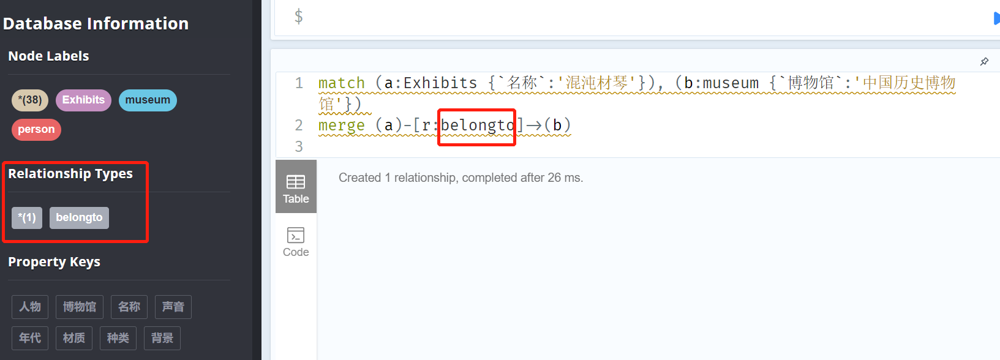 Database Information
Node Labels
*(38) Exhibits museum
person
Relationship Types
*(1) belongto
Property Keys
人物 博物馆 名称 声音
年代 材质 种类 背景
$
1 match (a:Exhibits {`名称`:'混沌材琴'}), (b:museum {`博物馆`:'中国历史博物
馆'})
2 merge (a)-[r:belongto]->(b)
3
Table
Created 1 relationship, completed after 26 ms.
Code